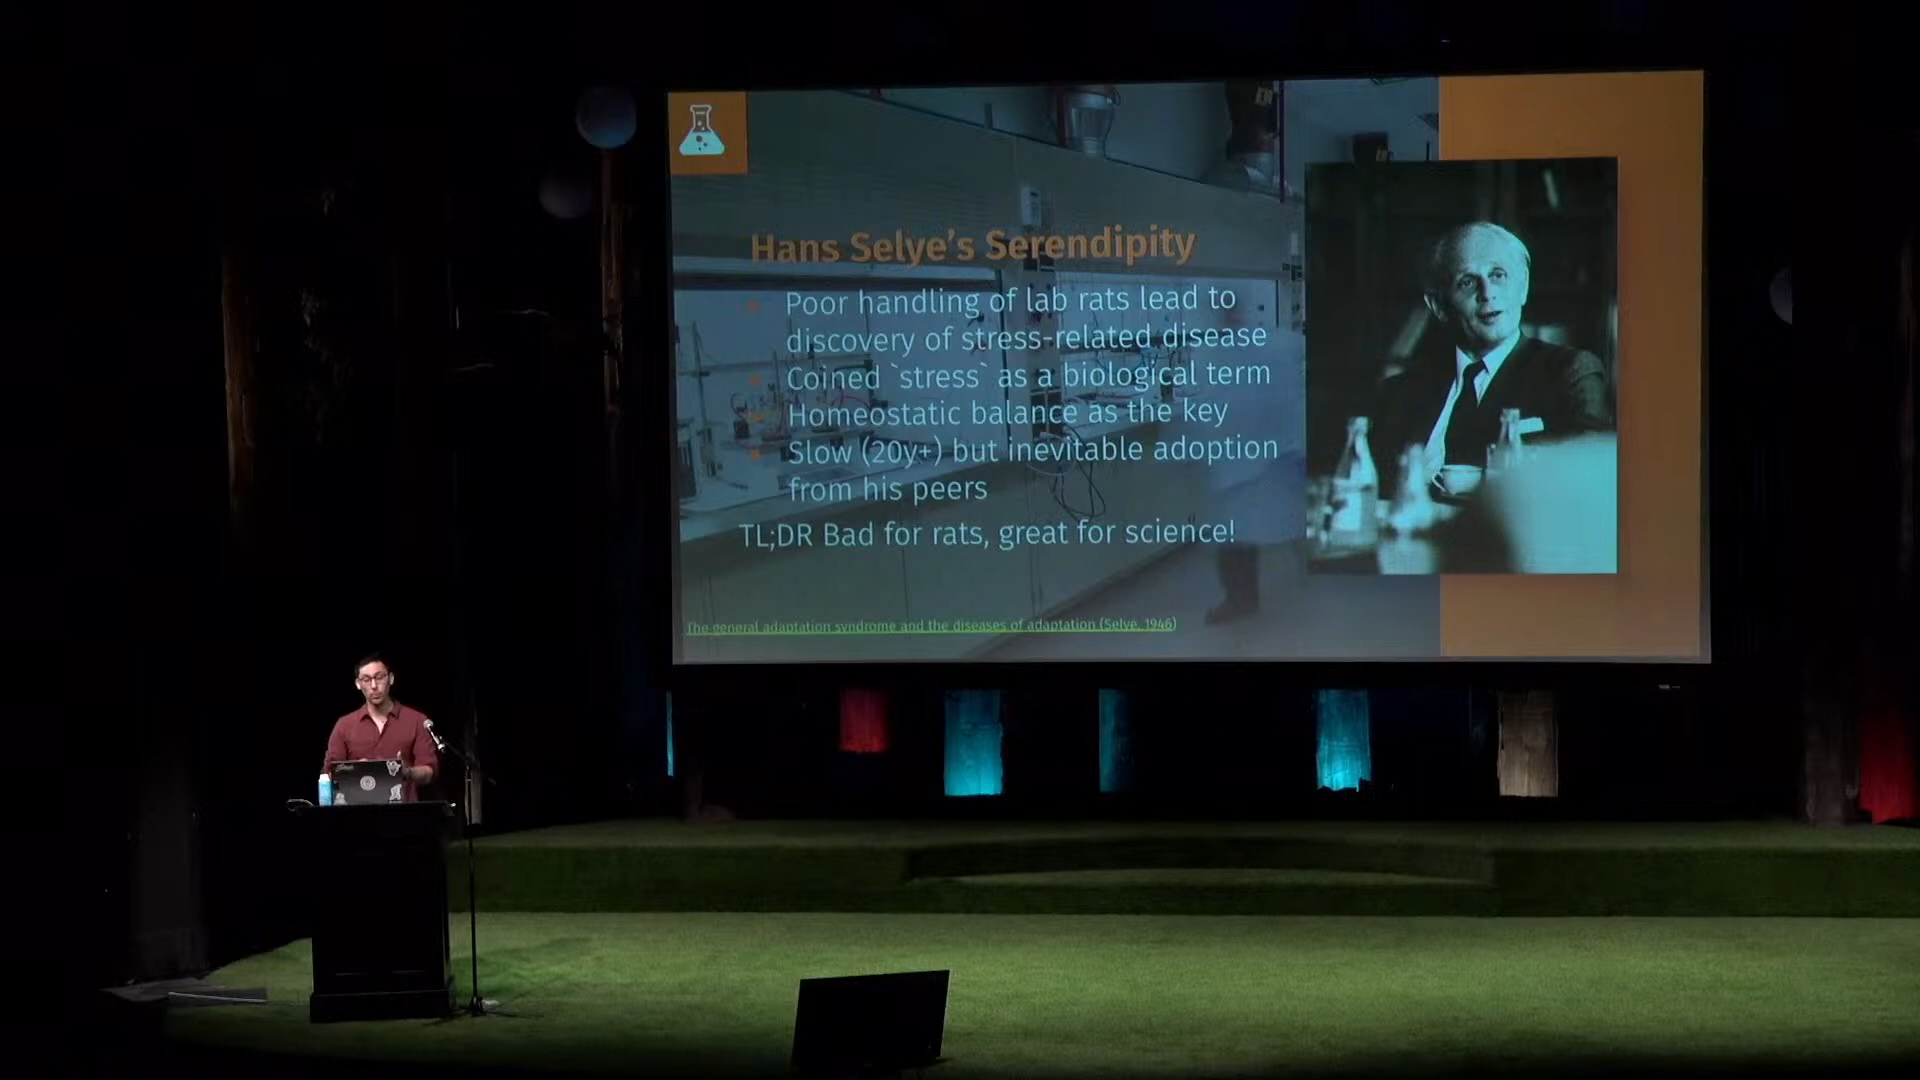 Hans Selye's Serendipity
Poor handling of lab rats lead to
discovery of stress-related disease
Coined `stress` as a biological term
Homeostatic balance as the key
Slow (20y+) but inevitable adoption
from his peers
TL;DR Bad for rats, great for science!
The general adaptation syndrome and the diseases of adaptation (Selye, 1946)